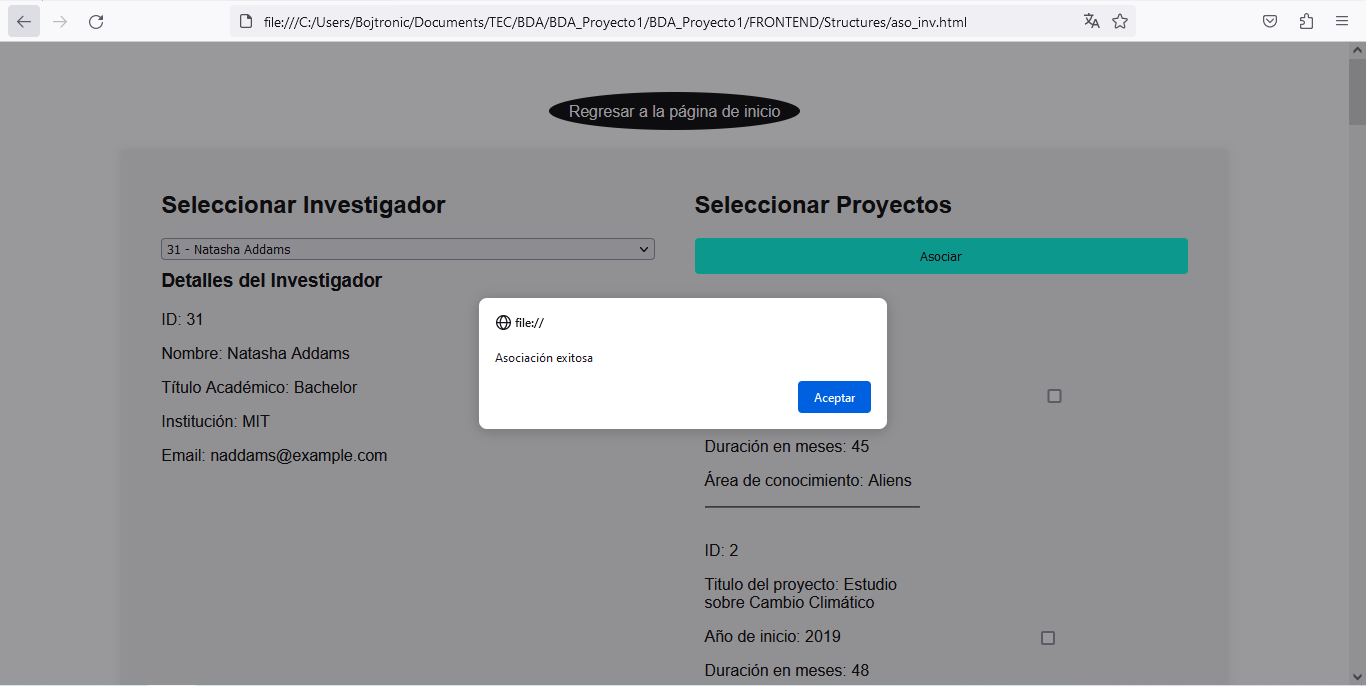 file:///C:/Users/Bojtronic/Documents/TEC/BDA/BDA_Proyecto1/BDA_Proyecto1/FRONTEND/Structures/aso_inv.html
Regresar a la página de inicio
Seleccionar Investigador
31 - Natasha Addams
Detalles del Investigador
ID: 31
Nombre: Natasha Addams
Título Académico: Bachelor
Institución: MIT
Email: naddams@example.com
Seleccionar Proyectos
Asociar
file://
Asociación exitosa
Aceptar
Duración en meses: 45
Área de conocimiento: Aliens
ID: 2
Titulo del proyecto: Estudio
sobre Cambio Climático
Año de inicio: 2019
Duración en meses: 48